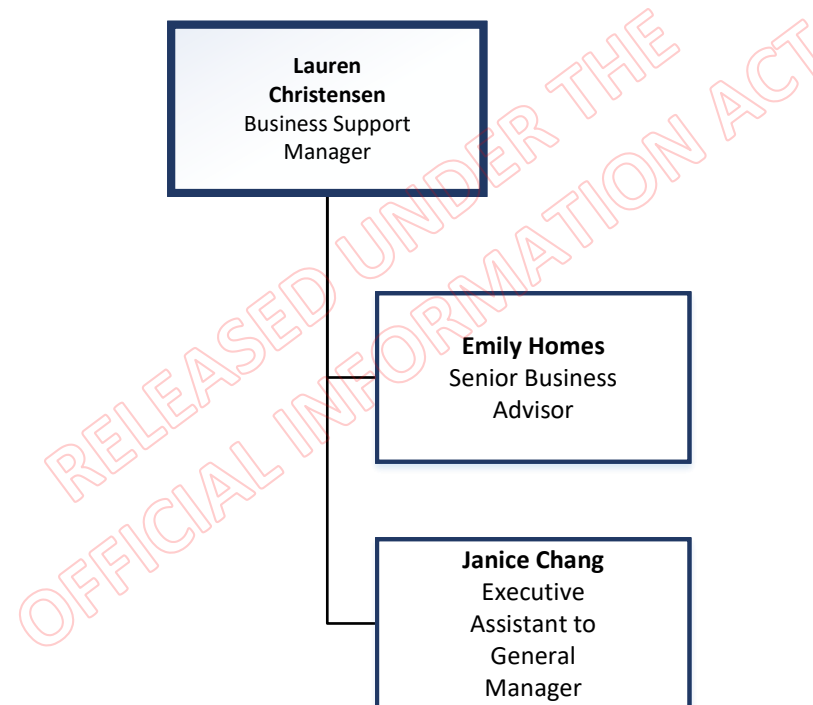 Lauren
Christensen
Business Support
Manager
RELEASED UNDER THE
OFFICIAL INFORMATION ACT
Emily Homes
Senior Business
Advisor
Janice Chang
Executive
Assistant to
General
Manager